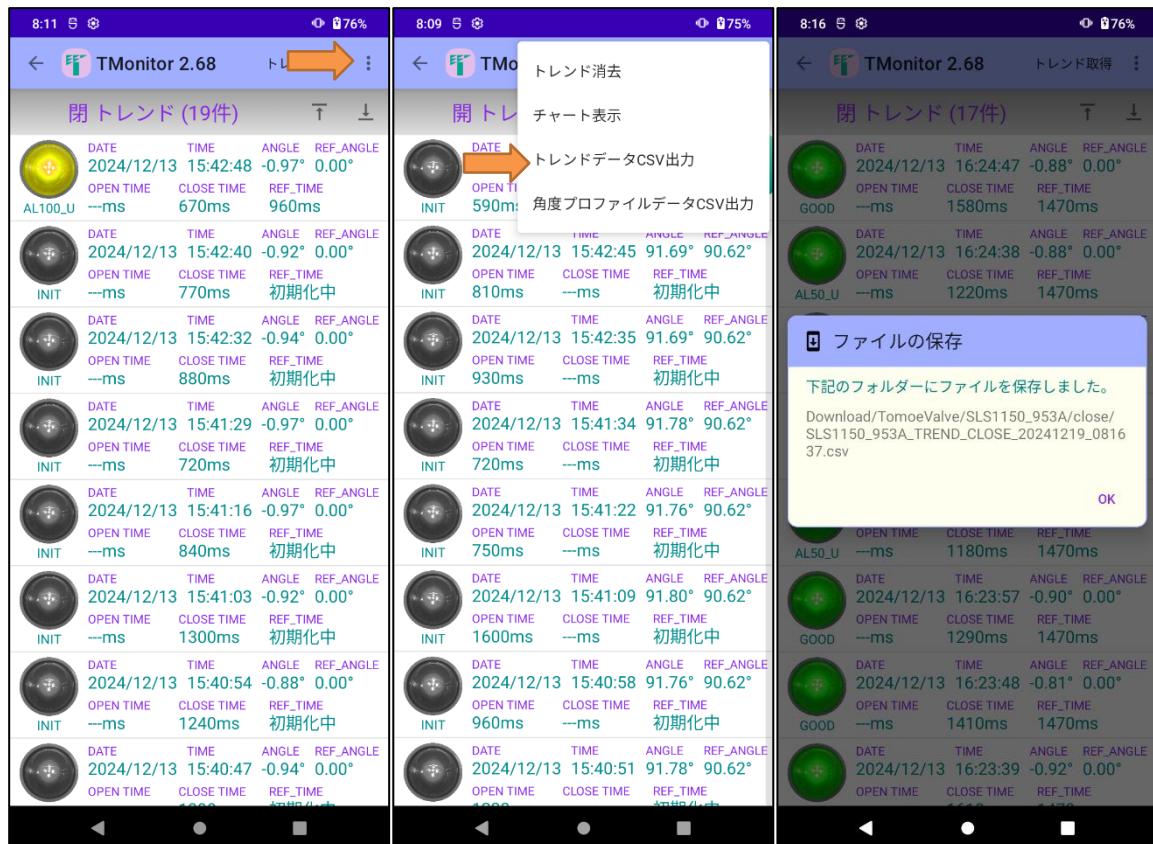 8:11
76%
TMonitor 2.68
閉 トレンド (19件)
DATE TIME ANGLE REF_ANGLE
2024/12/13 15:42:48 -0.97° 0.00°
OPEN TIME CLOSE TIME REF_TIME
AL100_U ---ms 670ms 960ms
DATE TIME ANGLE REF_ANGLE
2024/12/13 15:42:40 -0.92° 0.00°
OPEN TIME CLOSE TIME REF_TIME
INIT ---ms 770ms 初期化中
DATE TIME ANGLE REF_ANGLE
2024/12/13 15:42:32 -0.94° 0.00°
OPEN TIME CLOSE TIME REF_TIME
INIT ---ms 880ms 初期化中
DATE TIME ANGLE REF_ANGLE
2024/12/13 15:41:29 -0.97° 0.00°
OPEN TIME CLOSE TIME REF_TIME
INIT ---ms 720ms 初期化中
DATE TIME ANGLE REF_ANGLE
2024/12/13 15:41:16 -0.97° 0.00°
OPEN TIME CLOSE TIME REF_TIME
INIT ---ms 840ms 初期化中
DATE TIME ANGLE REF_ANGLE
2024/12/13 15:41:03 -0.92° 0.00°
OPEN TIME CLOSE TIME REF_TIME
INIT ---ms 1300ms 初期化中
DATE TIME ANGLE REF_ANGLE
2024/12/13 15:40:54 -0.88° 0.00°
OPEN TIME CLOSE TIME REF_TIME
INIT ---ms 1240ms 初期化中
DATE TIME ANGLE REF_ANGLE
2024/12/13 15:40:47 -0.94° 0.00°
OPEN TIME CLOSE TIME REF_TIME
8:09
75%
TMo
トレンド消去
チャート表示
トレンドデータCSV出力
角度プロファイルデータCSV出力
開 トレ
DATE
OPEN TI
INIT 590ms
DATE TIME ANGLE REF_ANGLE
2024/12/13 15:42:45 91.69° 90.62°
OPEN TIME CLOSE TIME REF_TIME
INIT 810ms ---ms 初期化中
DATE TIME ANGLE REF_ANGLE
2024/12/13 15:42:35 91.69° 90.62°
OPEN TIME CLOSE TIME REF_TIME
INIT 930ms ---ms 初期化中
DATE TIME ANGLE REF_ANGLE
2024/12/13 15:41:34 91.78° 90.62°
OPEN TIME CLOSE TIME REF_TIME
INIT 720ms ---ms 初期化中
DATE TIME ANGLE REF_ANGLE
2024/12/13 15:41:22 91.76° 90.62°
OPEN TIME CLOSE TIME REF_TIME
INIT 750ms ---ms 初期化中
DATE TIME ANGLE REF_ANGLE
2024/12/13 15:41:09 91.80° 90.62°
OPEN TIME CLOSE TIME REF_TIME
INIT 1600ms ---ms 初期化中
DATE TIME ANGLE REF_ANGLE
2024/12/13 15:40:58 91.76° 90.62°
OPEN TIME CLOSE TIME REF_TIME
INIT 960ms ---ms 初期化中
DATE TIME ANGLE REF_ANGLE
2024/12/13 15:40:51 91.78° 90.62°
OPEN TIME CLOSE TIME REF_TIME
8:16
76%
TMonitor 2.68 トレンド取得
閉 トレンド (17件)
DATE TIME ANGLE REF_ANGLE
2024/12/13 16:24:47 -0.88° 0.00°
OPEN TIME CLOSE TIME REF_TIME
GOOD ---ms 1580ms 1470ms
DATE TIME ANGLE REF_ANGLE
2024/12/13 16:24:38 -0.88° 0.00°
OPEN TIME CLOSE TIME REF_TIME
AL50_U ---ms 1220ms 1470ms
ファイルの保存
下記のフォルダーにファイルを保存しました。
Download/TomoeValve/SLS1150_953A/close/
SLS1150_953A_TREND_CLOSE_20241219_0816
37.csv
OK
OPEN TIME CLOSE TIME REF_TIME
AL50_U ---ms 1180ms 1470ms
DATE TIME ANGLE REF_ANGLE
2024/12/13 16:23:57 -0.90° 0.00°
OPEN TIME CLOSE TIME REF_TIME
GOOD ---ms 1290ms 1470ms
DATE TIME ANGLE REF_ANGLE
2024/12/13 16:23:48 -0.81° 0.00°
OPEN TIME CLOSE TIME REF_TIME
GOOD ---ms 1410ms 1470ms
DATE TIME ANGLE REF_ANGLE
2024/12/13 16:23:39 -0.92° 0.00°
OPEN TIME CLOSE TIME REF_TIME